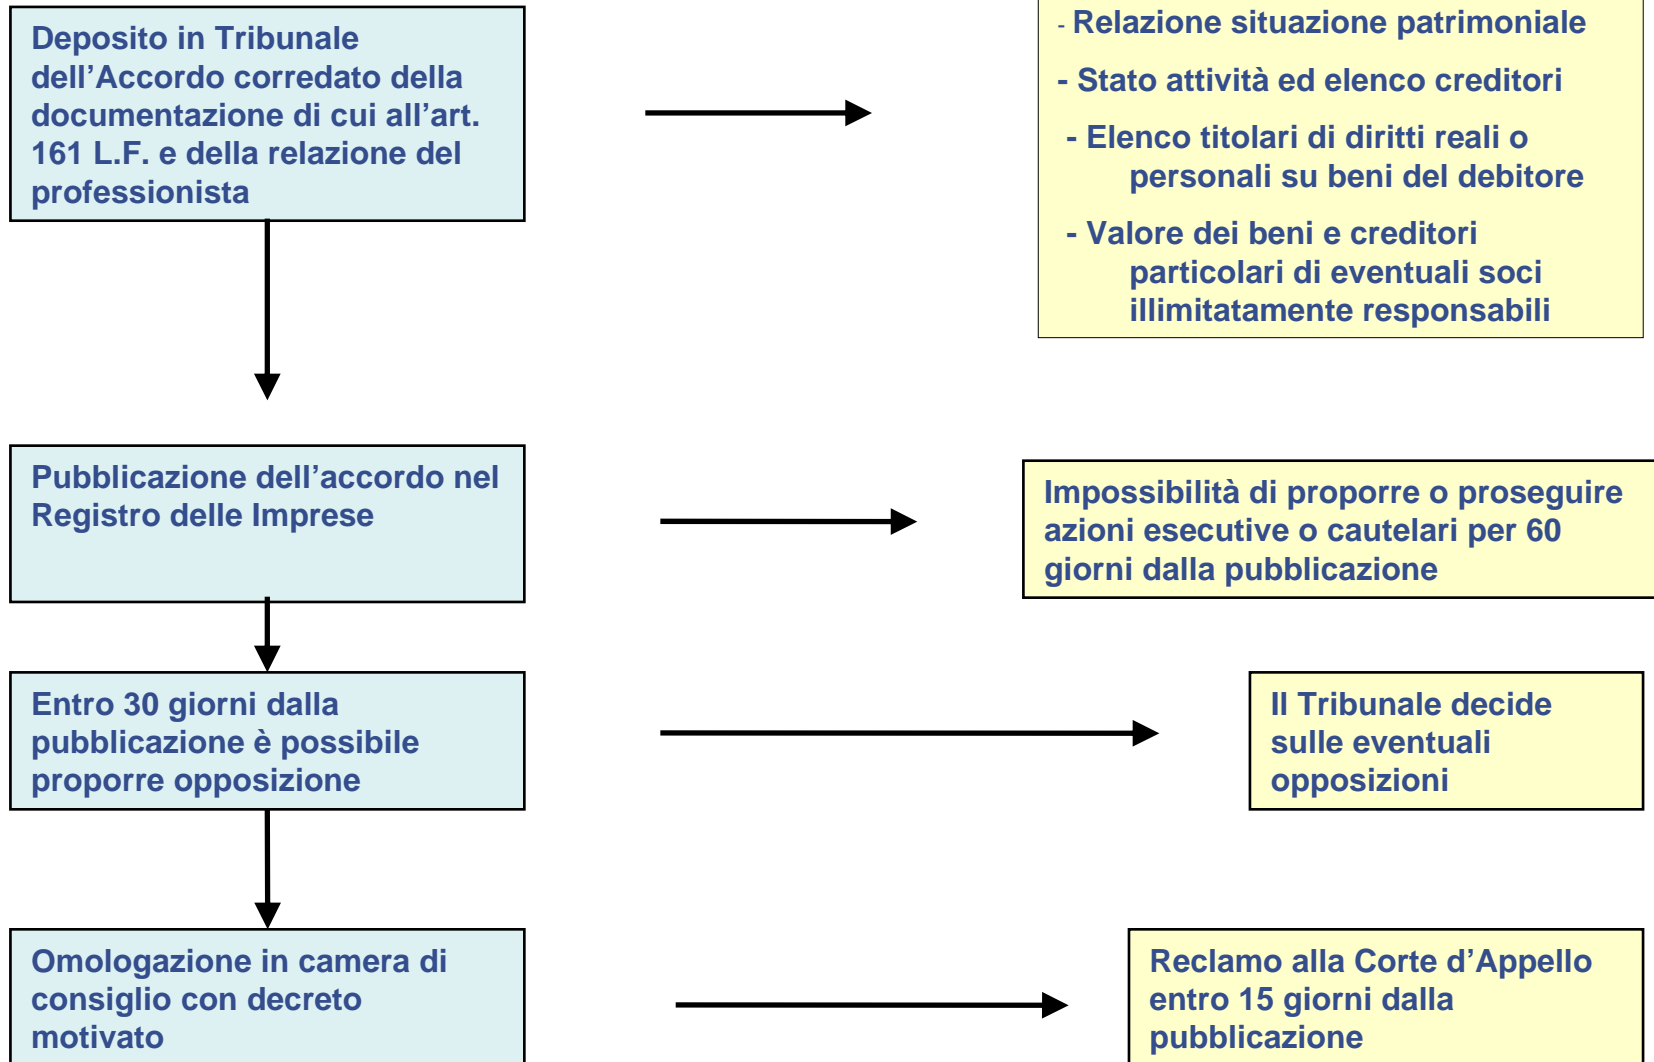 Deposito in Tribunale
dell’Accordo corredato della
documentazione di cui all’art.
161 L.F. e della relazione del
professionista
- Relazione situazione patrimoniale
- Stato attività ed elenco creditori
- Elenco titolari di diritti reali o
personali su beni del debitore
- Valore dei beni e creditori
particolari di eventuali soci
illimitatamente responsabili
Pubblicazione dell’accordo nel
Registro delle Imprese
Impossibilità di proporre o proseguire
azioni esecutive o cautelari per 60
giorni dalla pubblicazione
Entro 30 giorni dalla
pubblicazione è possibile
proporre opposizione
Il Tribunale decide
sulle eventuali
opposizioni
Omologazione in camera di
consiglio con decreto
motivato
Reclamo alla Corte d’Appello
entro 15 giorni dalla
pubblicazione